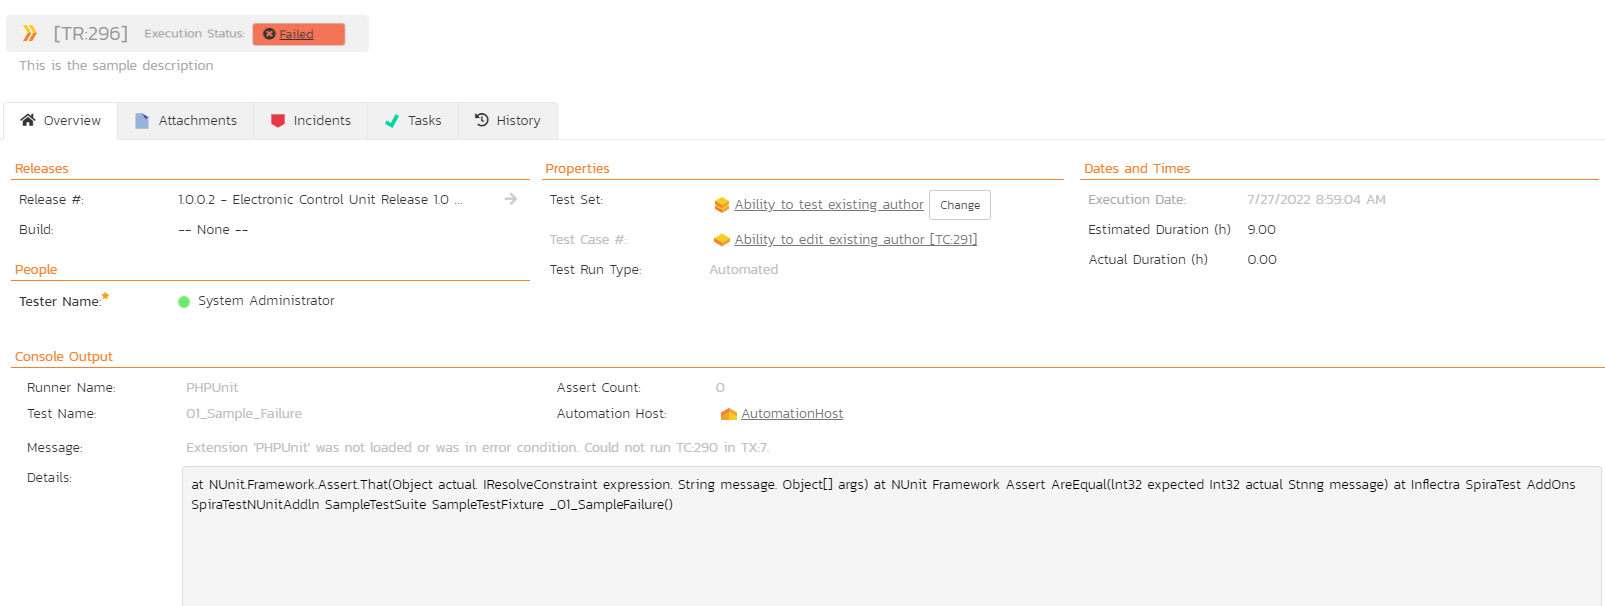 [TR:296] Execution Status: Failed
This is the sample description
Overview Attachments Incidents Tasks History
Releases
Release #: 1.0.0.2 - Electronic Control Unit Release 1.0 ...
Build: -- None --
People
Tester Name: System Administrator
Properties
Test Set: Ability to test existing author Change
Test Case #: Ability to edit existing author [TC:291]
Test Run Type: Automated
Dates and Times
Execution Date: 7/27/2022 8:59:04 AM
Estimated Duration (h) 9.00
Actual Duration (h) 0.00
Console Output
Runner Name: PHPUnit Assert Count: 0
Test Name: 01_Sample_Failure Automation Host: AutomationHost
Message: Extension 'PHPUnit' was not loaded or was in error condition. Could not run TC:290 in TX:7.
Details:
at NUnit.Framework.Assert.That(Object actual. IResolveConstraint expression. String message. Object[] args) at NUnit Framework Assert AreEqual(lnt32 expected Int32 actual Stnng message) at Inflectra SpiraTest AddOns
SpiraTestNUnitAddln SampleTestSuite SampleTestFixture _01_SampleFailure()